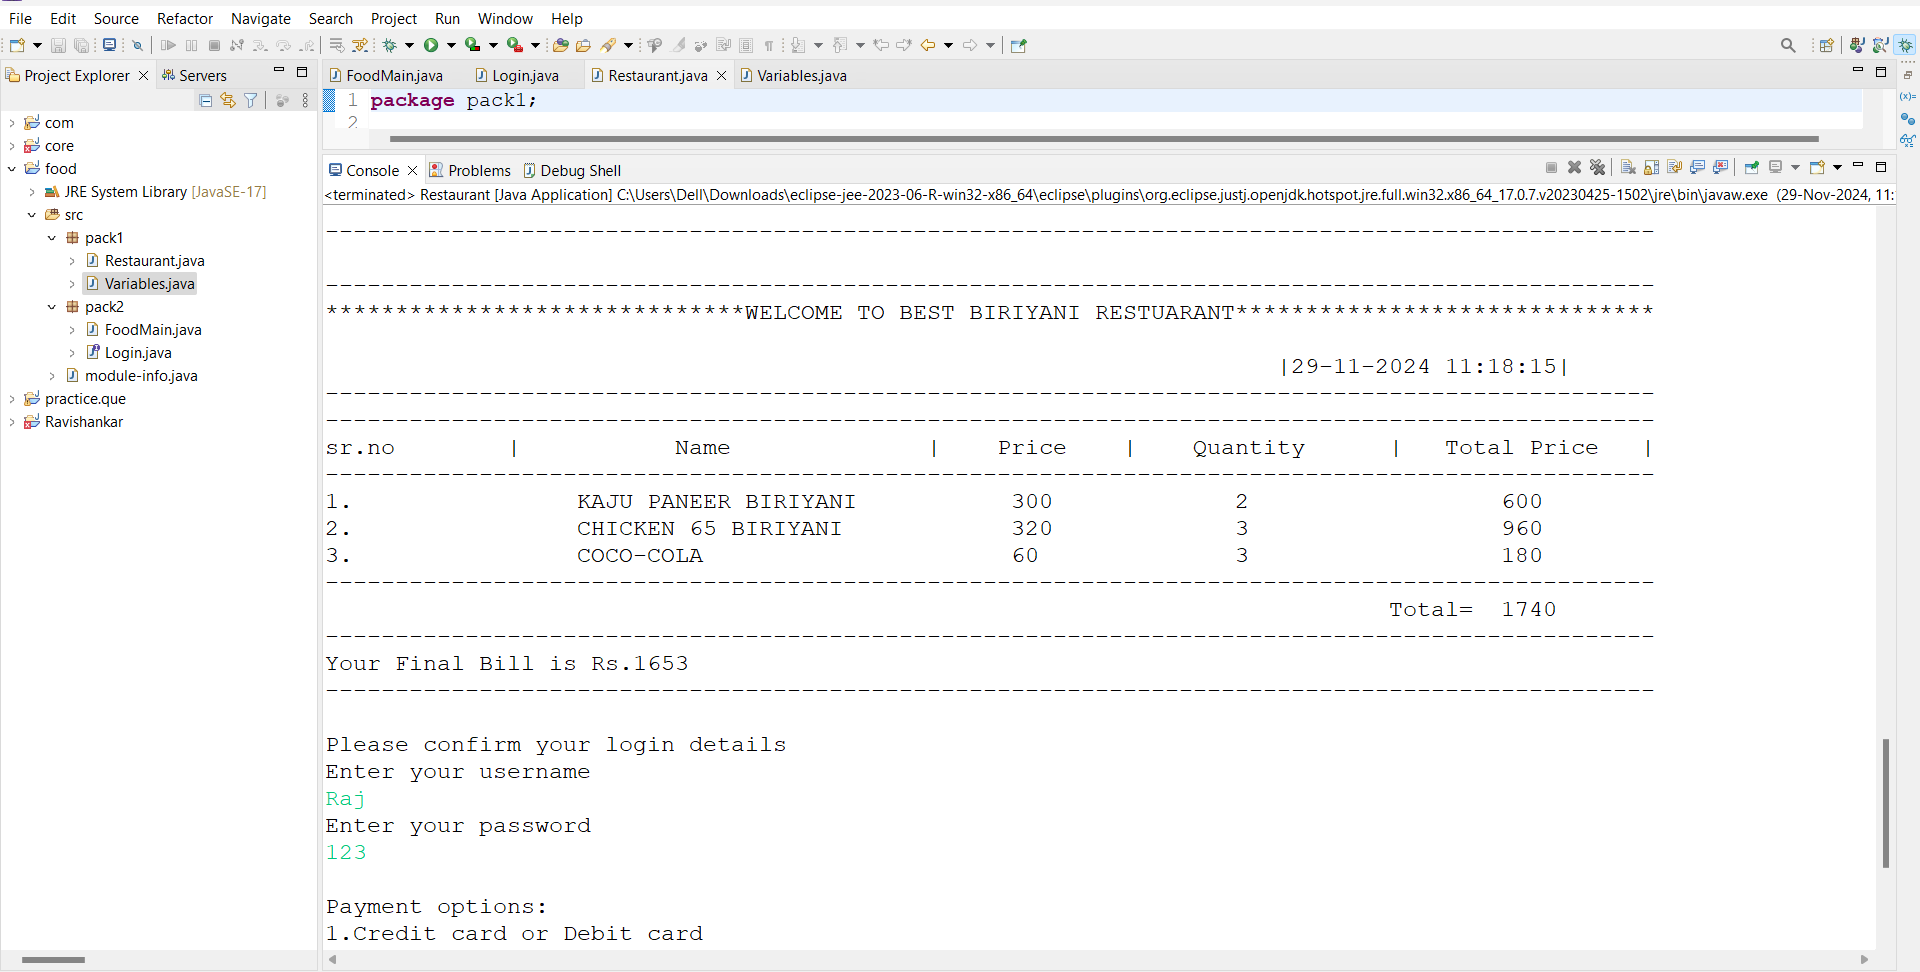 File Edit Source Refactor Navigate Search Project Run Window Help
Project Explorer Servers
com
core
food
JRE System Library [JavaSE-17]
src
pack1
Restaurant.java
Variables.java
pack2
FoodMain.java
Login.java
module-info.java
practice.que
Ravishankar
FoodMain.java Login.java Restaurant.java Variables.java
1 package pack1;
2
Console Problems Debug Shell
<terminated> Restaurant [Java Application] C:\Users\Dell\Downloads\eclipse-jee-2023-06-R-win32-x86_64\eclipse\plugins\org.eclipse.justj.openjdk.hotspot.jre.full.win32.x86_64_17.0.7.v20230425-1502\jre\bin\javaw.exe (29-Nov-2024, 11:
-----------------------------------------------------------------------------------------------
-----------------------------------------------------------------------------------------------
******************************WELCOME TO BEST BIRIYANI RESTUARANT******************************
|29-11-2024 11:18:15|
-----------------------------------------------------------------------------------------------
-----------------------------------------------------------------------------------------------
sr.no | Name | Price | Quantity | Total Price |
-----------------------------------------------------------------------------------------------
1. KAJU PANEER BIRIYANI 300 2 600
2. CHICKEN 65 BIRIYANI 320 3 960
3. COCO-COLA 60 3 180
-----------------------------------------------------------------------------------------------
Total= 1740
-----------------------------------------------------------------------------------------------
Your Final Bill is Rs.1653
-----------------------------------------------------------------------------------------------
Please confirm your login details
Enter your username
Raj
Enter your password
123
Payment options:
1.Credit card or Debit card